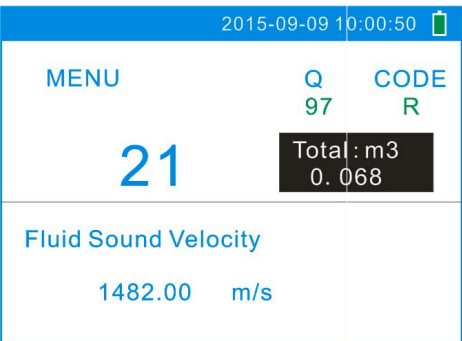 2015-09-09 10:00:50
MENU Q CODE
97 R
21 Total:m3
0.068
Fluid Sound Velocity
1482.00 m/s